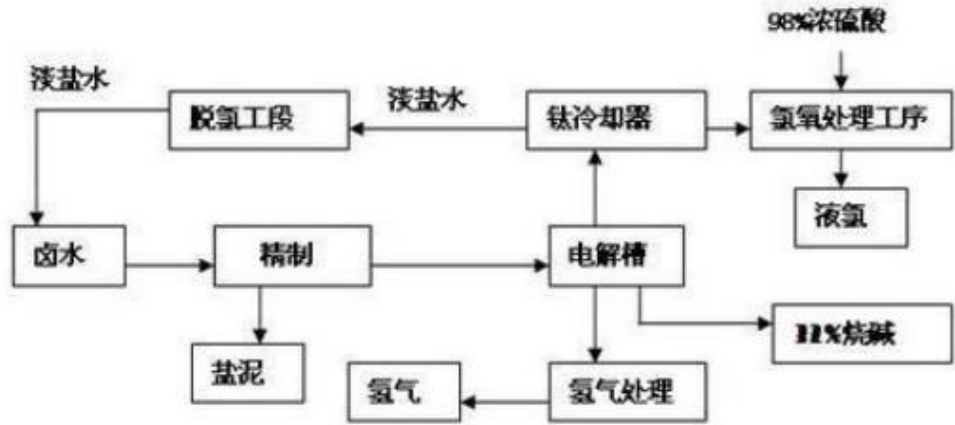 98%浓硫酸
淡盐水
脱氯工段
淡盐水
钛冷却器
氯氧处理工序
液氯
卤水
精制
电解槽
烧碱
盐泥
氢气
氢气处理